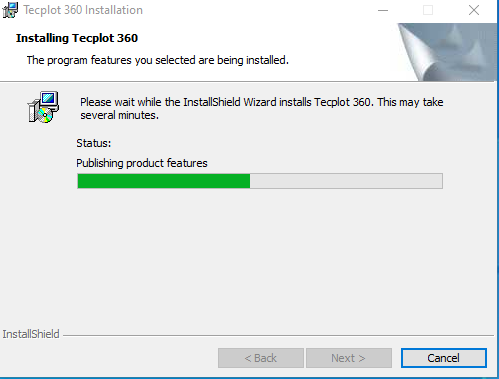 Tecplot 360 Installation
Installing Tecplot 360
The program features you selected are being installed.
Please wait while the InstallShield Wizard installs Tecplot 360. This may take
several minutes.
Status:
Publishing product features
InstallShield
< Back
Next >
Cancel